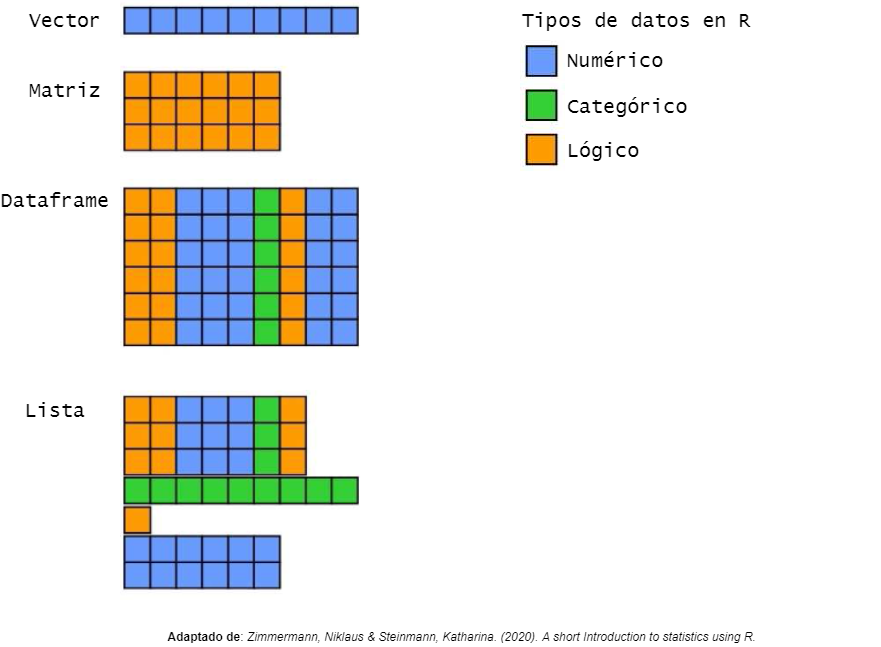 Vector
Tipos de datos en R
Numérico
Matriz
Categórico
Lógico
Dataframe
Lista
Adaptado de: Zimmermann, Niklaus & Steinmann, Katharina. (2020). A short Introduction to statistics using R.